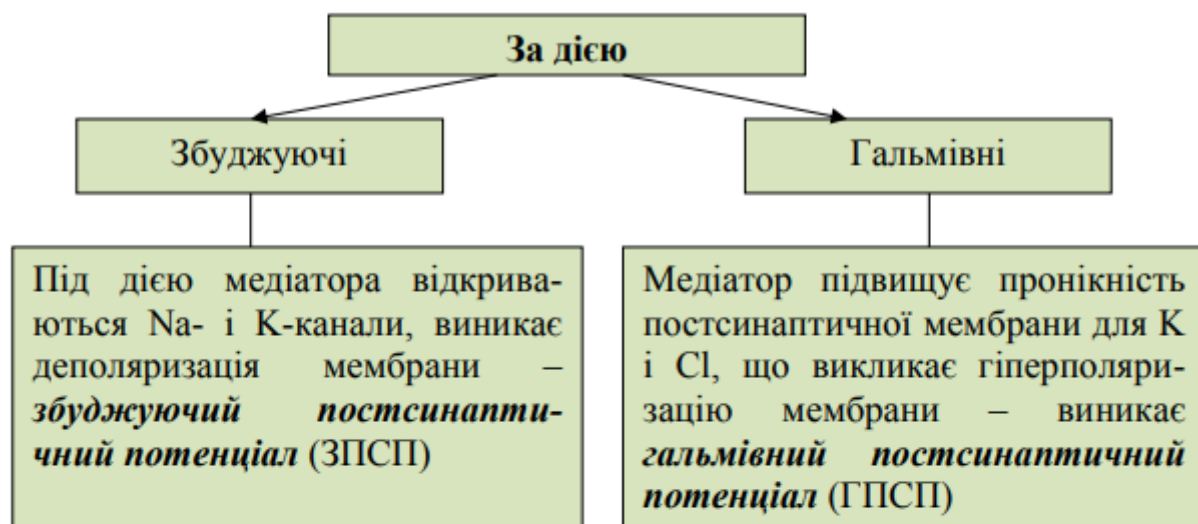 За дією
Збуджуючі
Гальмівні
Під дією медіатора відкрива-
ються Na- і K-канали, виникає
деполяризація мембрани –
збуджуючий постсинапти-
чний потенціал (ЗПСП)
Медіатор підвищує пронікність
постсинаптичної мембрани для K
і Cl, що викликає гіперполяри-
зацію мембрани – виникає
гальмівний постсинаптичний
потенціал (ГПСП)